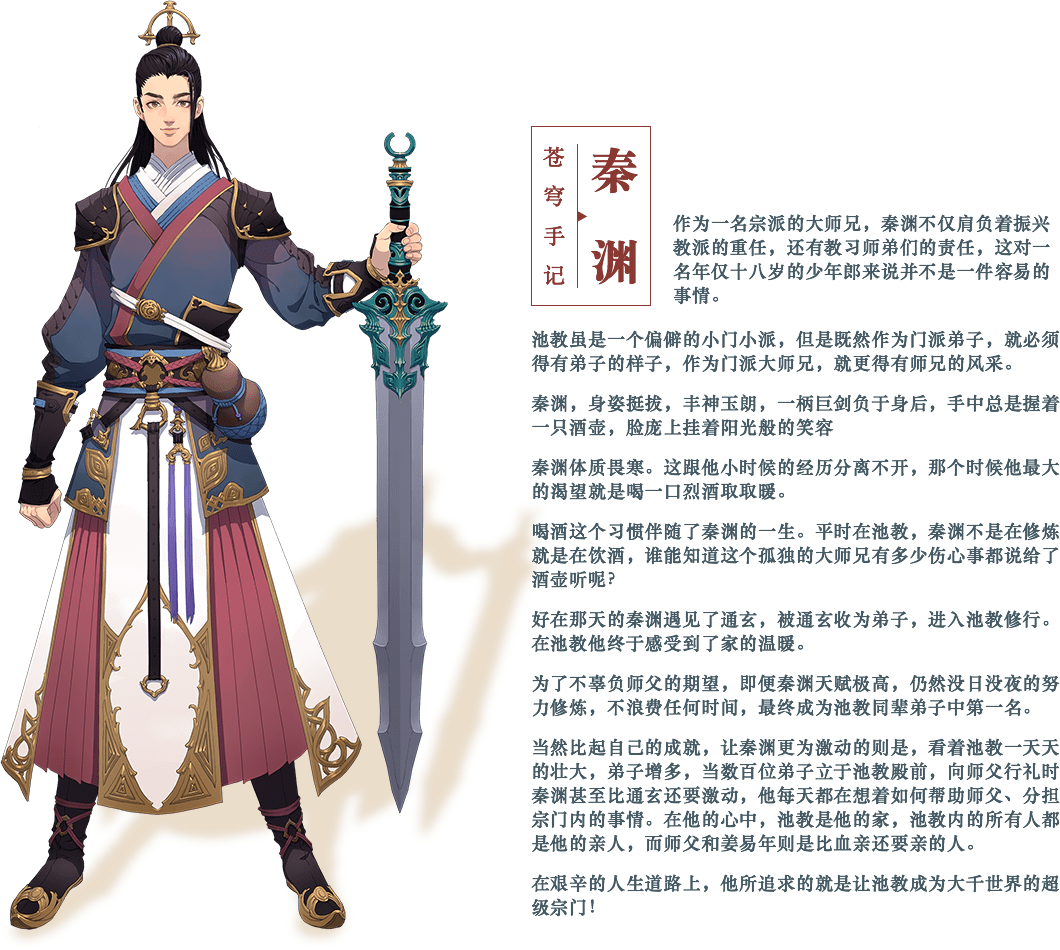 秦渊
苍穹手记
作为一名宗派的大师兄，秦渊不仅肩负着振兴
教派的重任，还有教习师弟们的责任，这对一
名年仅十八岁的少年郎来说并不是一件容易的
事情。
池教虽是一个偏僻的小门小派，但是既然作为门派弟子，就必须
得有弟子的样子，作为门派大师兄，就更得有师兄的风采。
秦渊，身姿挺拔，丰神玉朗，一柄巨剑负于身后，手中总是握着
一只酒壶，脸庞上挂着阳光般的笑容
秦渊体质畏寒。这跟他小时候的经历分离不开，那个时候他最大
的渴望就是喝一口烈酒取取暖。
喝酒这个习惯伴随了秦渊的一生。平时在池教，秦渊不是在修炼
就是在饮酒，谁能知道这个孤独的大师兄有多少伤心事都说给了
酒壶听呢？
好在那天的秦渊遇见了通玄，被通玄收为弟子，进入池教修行。
在池教他终于感受到了家的温暖。
为了不辜负师父的期望，即便秦渊天赋极高，仍然没日没夜的努
力修炼，不浪费任何时间，最终成为池教同辈弟子中第一名。
当然比起自己的成就，让秦渊更为激动的则是，看着池教一天天
的壮大，弟子增多，当数百位弟子立于池教殿前，向师父行礼时
秦渊甚至比通玄还要激动，他每天都在想着如何帮助师父、分担
宗门内的事情。在他的心中，池教是他的家，池教内的所有人都
是他的亲人，而师父和姜易年则是比血亲还要亲的人。
在艰辛的人生道路上，他所追求的就是让池教成为大千世界的超
级宗门！